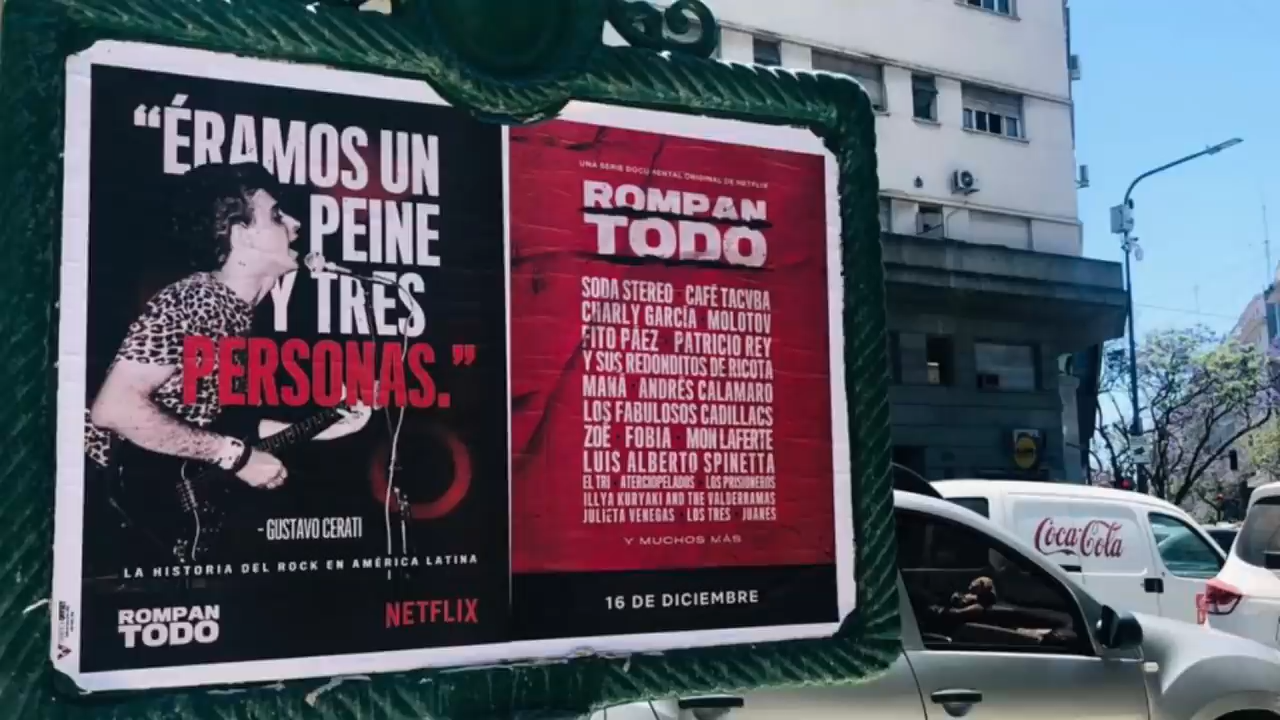 “ÉRAMOS UN
PEINE
Y TRES
PERSONAS.”
- GUSTAVO CERATI
LA HISTORIA DEL ROCK EN AMÉRICA LATINA
ROMPAN
TODO
NETFLIX
UNA SERIE DOCUMENTAL ORIGINAL DE NETFLIX
ROMPAN
TODO
SODA STEREO · CAFÉ TACVBA
CHARLY GARCÍA · MOLOTOV
FITO PÁEZ · PATRICIO REY
Y SUS REDONDITOS DE RICOTA
MANÁ · ANDRÉS CALAMARO
LOS FABULOSOS CADILLACS
ZOÉ · FOBIA · MON LAFERTE
LUIS ALBERTO SPINETTA
EL TRI · ATERCIOPELADOS · LOS PRISIONEROS
ILLYA KURYAKI AND THE VALDERRAMAS
JULIETA VENEGAS · LOS TRES · JUANES
Y MUCHOS MÁS
16 DE DICIEMBRE
Coca-Cola